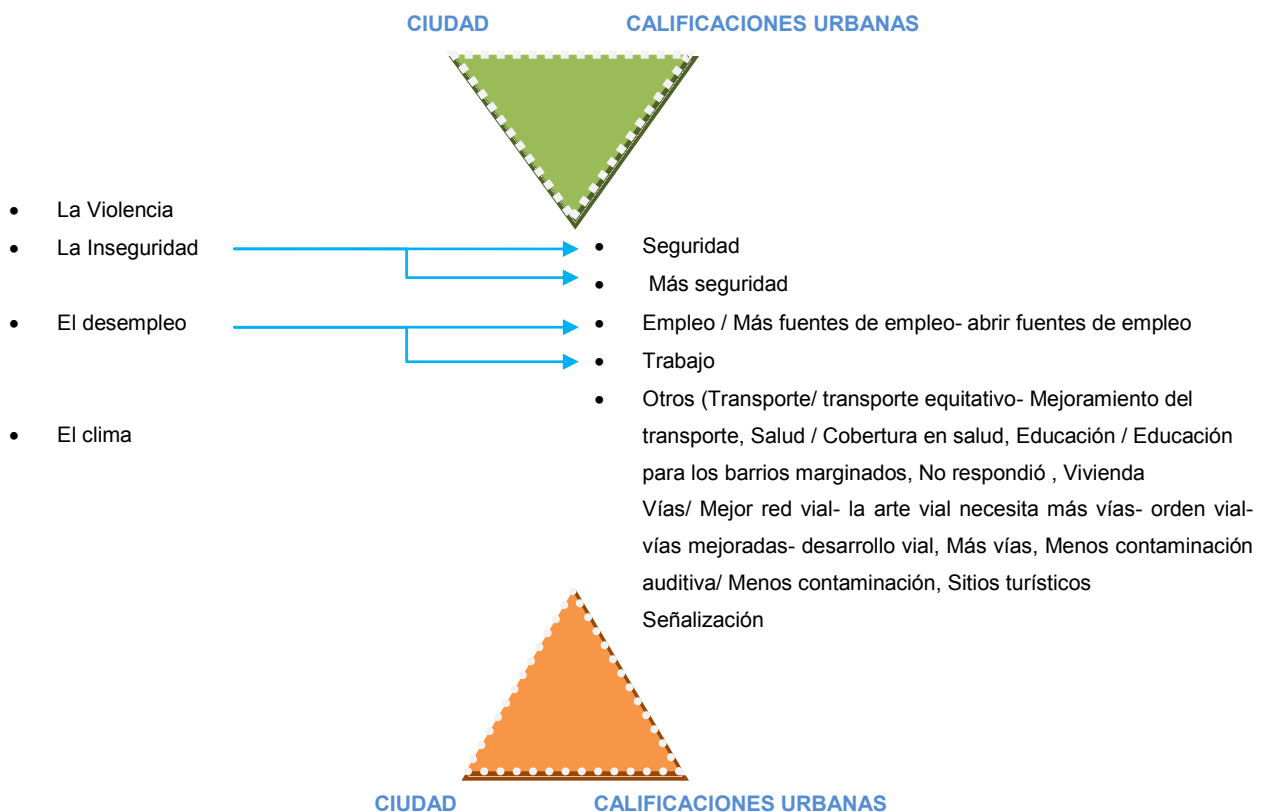 CIUDAD CALIFICACIONES URBANAS
• La Violencia
• La Inseguridad
• El desempleo
• El clima
• Seguridad
• Más seguridad
• Empleo / Más fuentes de empleo- abrir fuentes de empleo
• Trabajo
• Otros (Transporte/ transporte equitativo- Mejoramiento del
transporte, Salud / Cobertura en salud, Educación / Educación
para los barrios marginados, No respondió , Vivienda
Vías/ Mejor red vial- la arte vial necesita más vías- orden vial-
vías mejoradas- desarrollo vial, Más vías, Menos contaminación
auditiva/ Menos contaminación, Sitios turísticos
Señalización
CIUDAD CALIFICACIONES URBANAS